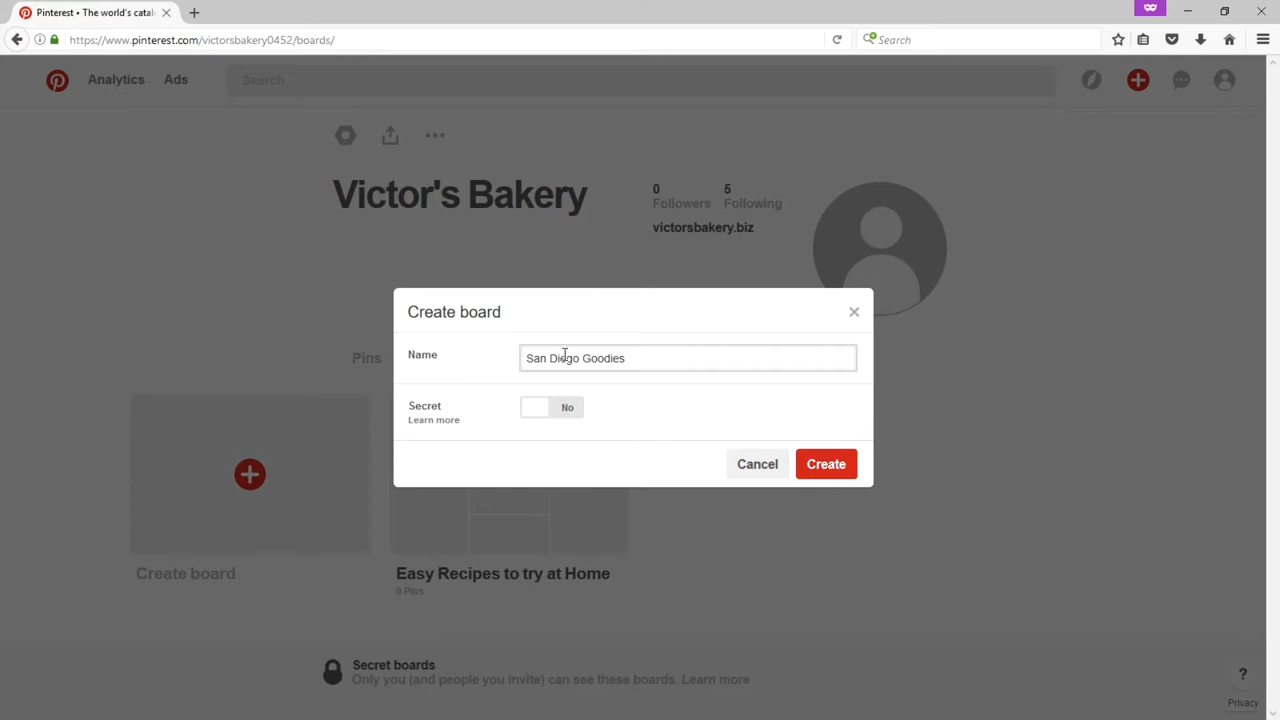 Pinterest • The world's catal
https://www.pinterest.com/victorsbakery0452/boards/
Search
Analytics
Ads
Search
Victor's Bakery
0
Followers
5
Following
victorsbakery.biz
Create board
Name
San Diego Goodies
Secret
No
Learn more
Cancel
Create
Pins
Create board
Easy Recipes to try at Home
0 Pins
Secret boards
Only you (and people you invite) can see these boards. Learn more
?
Privacy